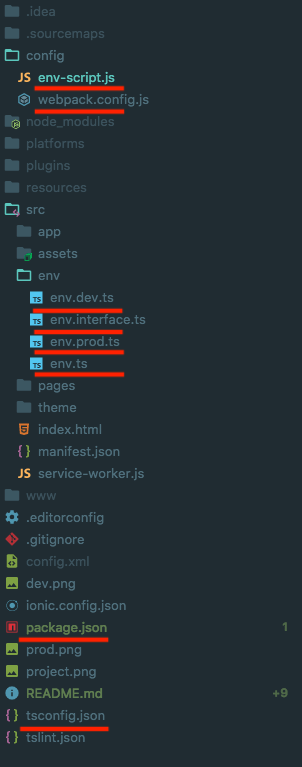 .idea
.sourcemaps
config
JS env-script.js
webpack.config.js
node_modules
platforms
plugins
resources
src
app
assets
env
TS env.dev.ts
TS env.interface.ts
TS env.prod.ts
TS env.ts
pages
theme
index.html
{ } manifest.json
JS service-worker.js
www
.editorconfig
.gitignore
config.xml
dev.png
ionic.config.json
package.json 1
prod.png
project.png
README.md +9
{ } tsconfig.json
{ } tslint.json